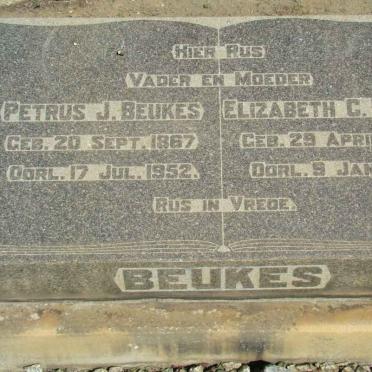 HIER RUS
VADER EN MOEDER
PETRUS J. BEUKES ELIZABETH C.
GEB. 20 SEPT. 1867 GEB. 29 APRI
OORL. 17 JUL. 1952. OORL. 9 JAN
RUS IN VREDE.
BEUKES